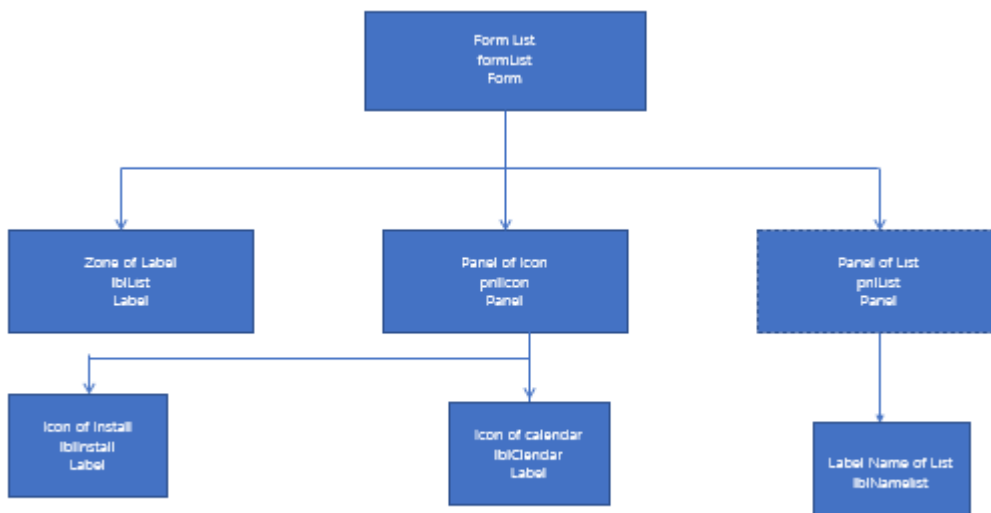 Form List
formList
Form
Zone of Label
lblList
Label
Panel of Icon
pnlIcon
Panel
Panel of List
pnlList
Panel
Icon of Install
lblInstall
Label
Icon of calendar
lblClendar
Label
Label Name of List
lblNamelist